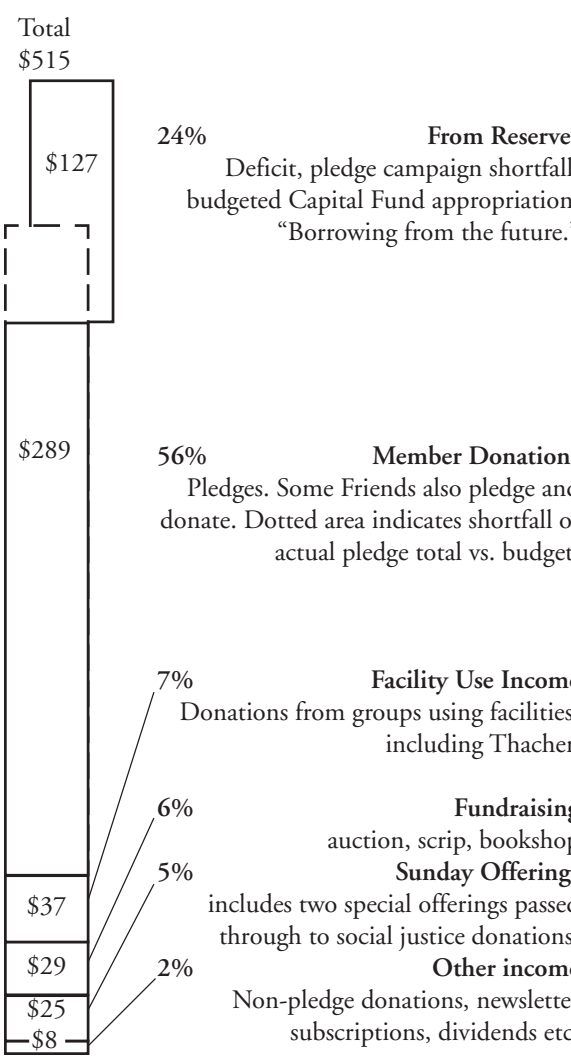 Total
$515
$127
24% From Reserve
Deficit, pledge campaign shortfall
budgeted Capital Fund appropriation
“Borrowing from the future.”
$289
56% Member Donation
Pledges. Some Friends also pledge and
donate. Dotted area indicates shortfall o
actual pledge total vs. budget
7% Facility Use Income
Donations from groups using facilities
including Thacher
6% Fundraising
auction, scrip, bookshop
5% Sunday Offering
$37
includes two special offerings passed
through to social justice donations
$29
2% Other income
$25
Non-pledge donations, newslette
$8
subscriptions, dividends etc